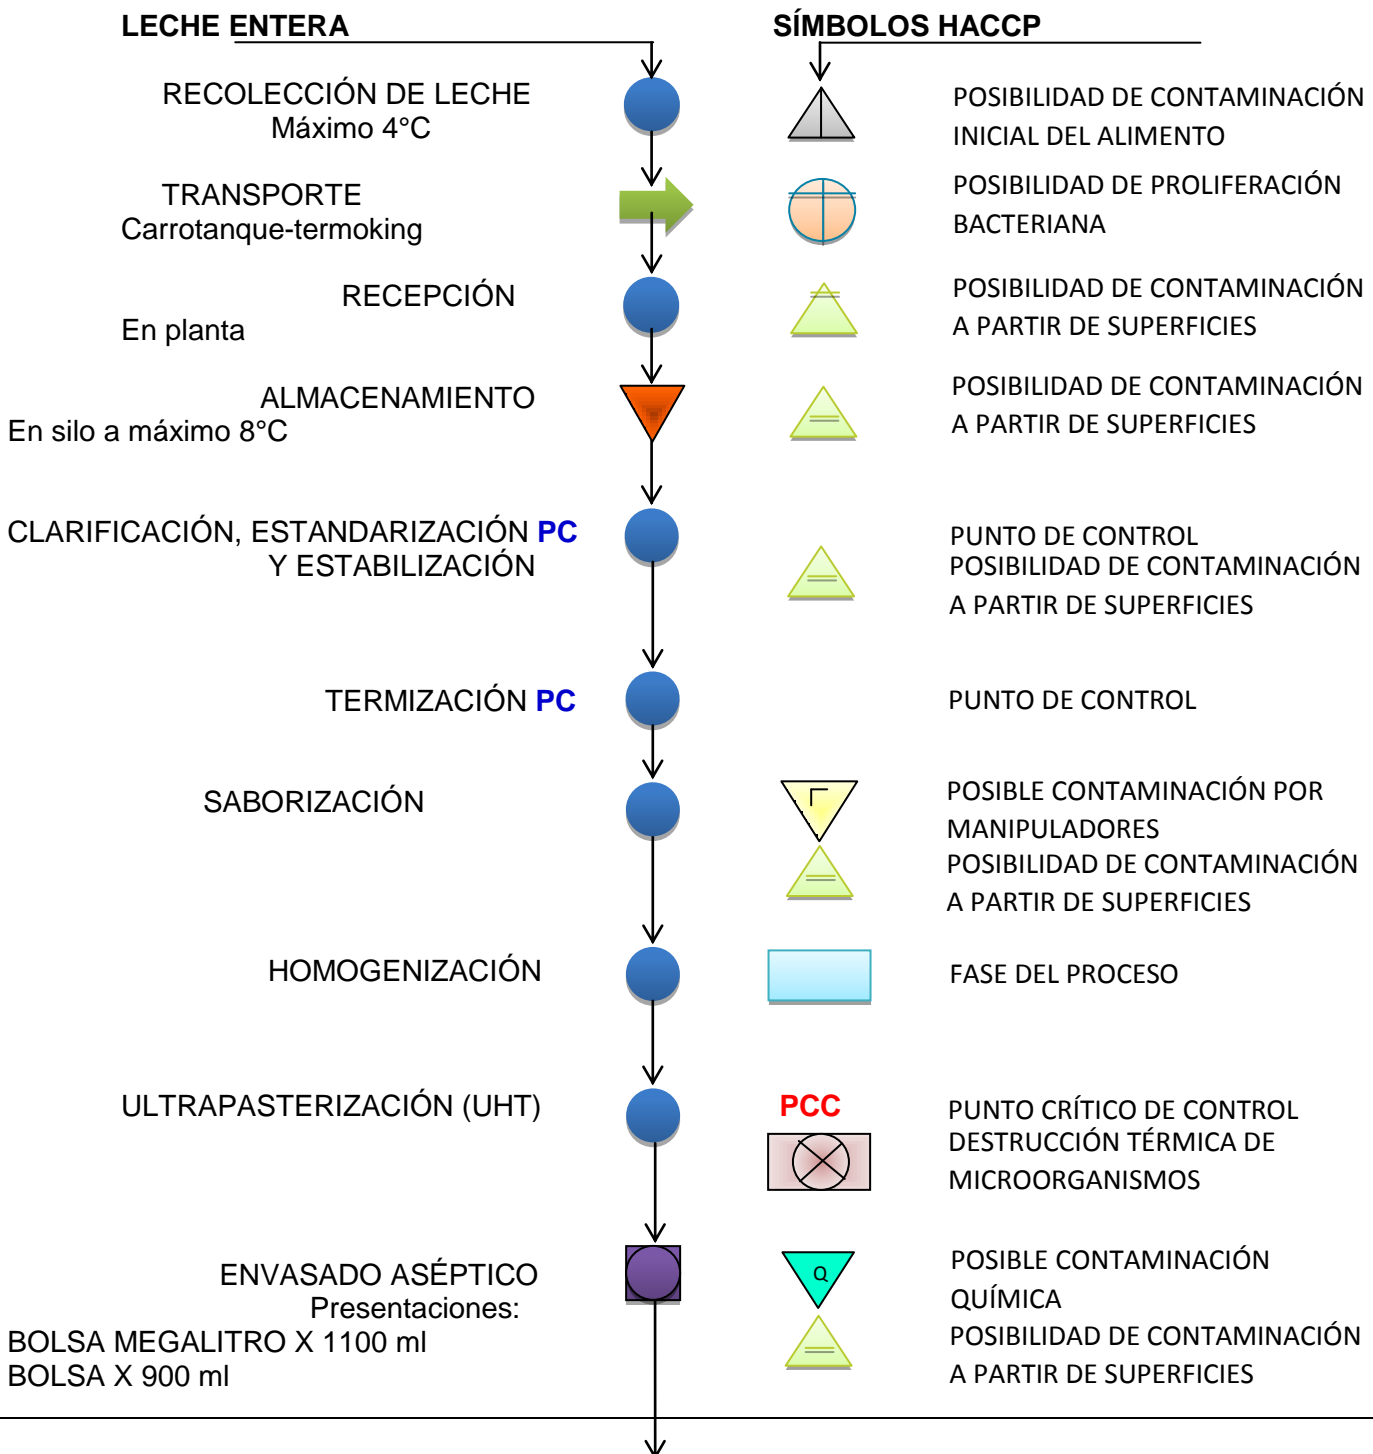 LECHE ENTERA
SÍMBOLOS HACCP
RECOLECCIÓN DE LECHE
Máximo 4°C
POSIBILIDAD DE CONTAMINACIÓN
INICIAL DEL ALIMENTO
TRANSPORTE
Carrotanque-termoking
POSIBILIDAD DE PROLIFERACIÓN
BACTERIANA
RECEPCIÓN
En planta
POSIBILIDAD DE CONTAMINACIÓN
A PARTIR DE SUPERFICIES
ALMACENAMIENTO
En silo a máximo 8°C
POSIBILIDAD DE CONTAMINACIÓN
A PARTIR DE SUPERFICIES
CLARIFICACIÓN, ESTANDARIZACIÓN PC
Y ESTABILIZACIÓN
PUNTO DE CONTROL
POSIBILIDAD DE CONTAMINACIÓN
A PARTIR DE SUPERFICIES
TERMIZACIÓN PC
PUNTO DE CONTROL
SABORIZACIÓN
POSIBLE CONTAMINACIÓN POR
MANIPULADORES
POSIBILIDAD DE CONTAMINACIÓN
A PARTIR DE SUPERFICIES
HOMOGENIZACIÓN
FASE DEL PROCESO
ULTRAPASTERIZACIÓN (UHT)
PCC
PUNTO CRÍTICO DE CONTROL
DESTRUCCIÓN TÉRMICA DE
MICROORGANISMOS
ENVASADO ASÉPTICO
Presentaciones:
BOLSA MEGALITRO X 1100 ml
BOLSA X 900 ml
Q
POSIBLE CONTAMINACIÓN
QUÍMICA
POSIBILIDAD DE CONTAMINACIÓN
A PARTIR DE SUPERFICIES